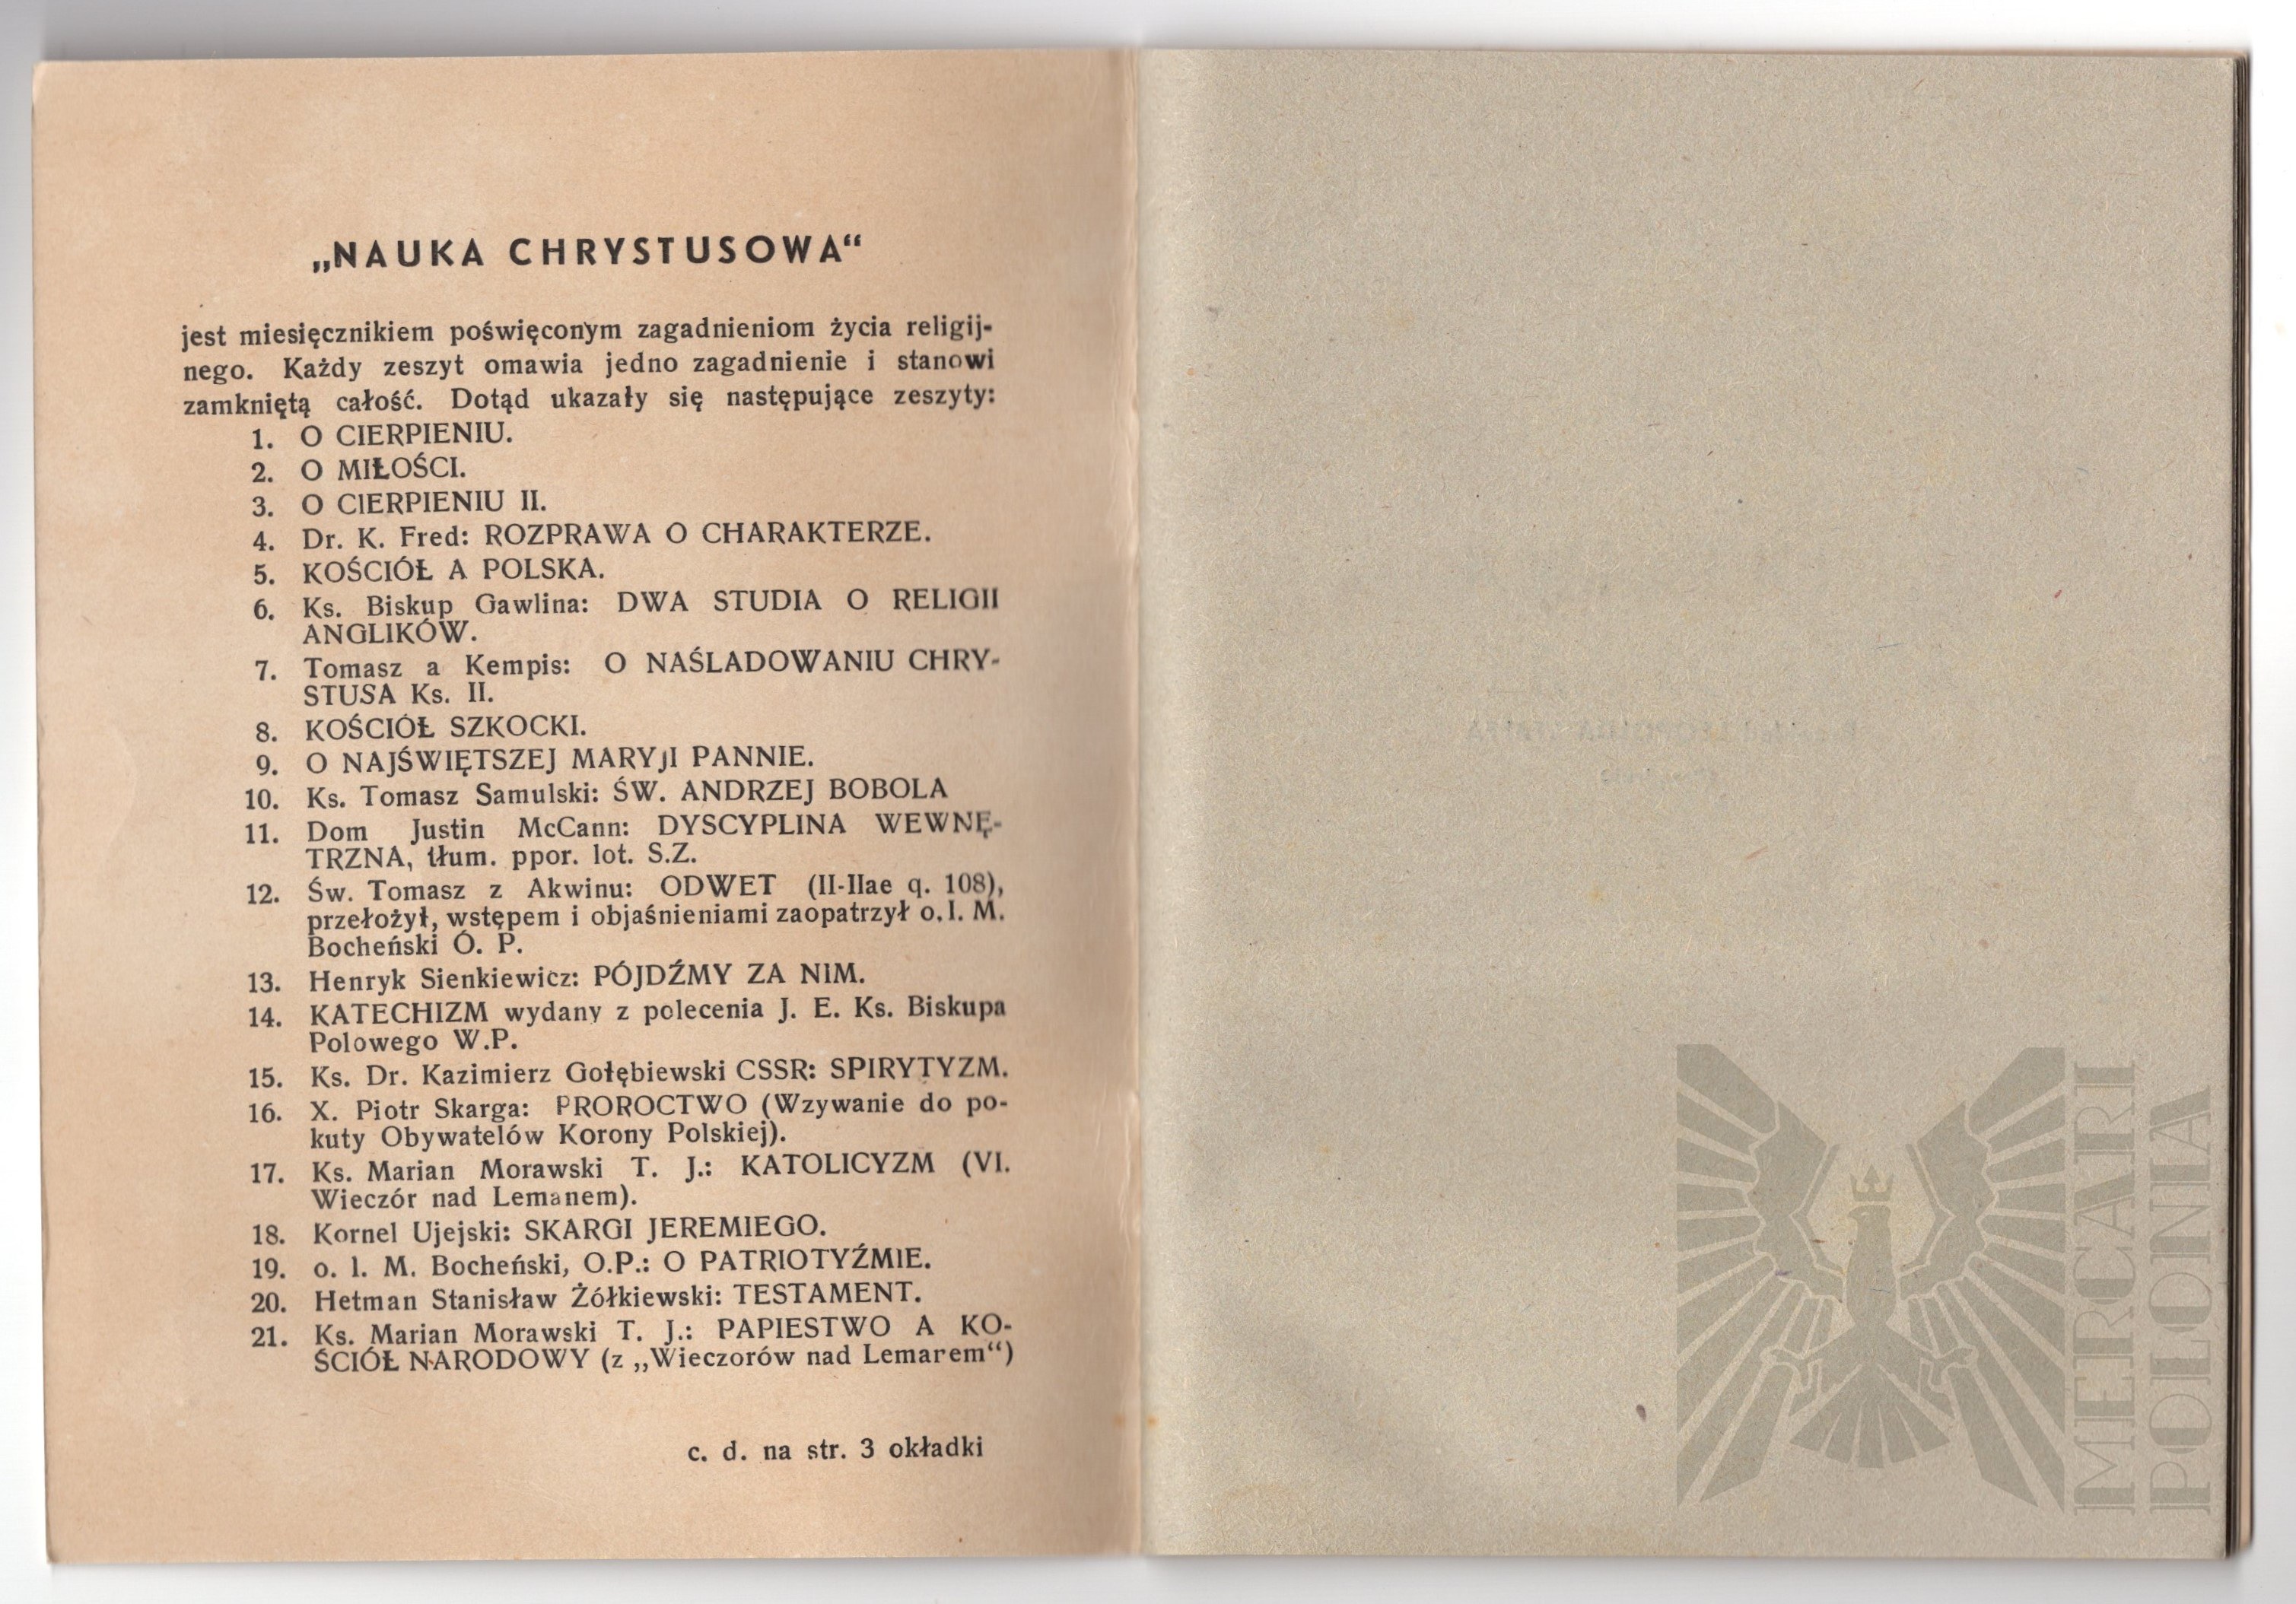 „NAUKA CHRYSTUSOWA“
jest miesięcznikiem poświęconym zagadnieniom życia religij-
nego. Każdy zeszyt omawia jedno zagadnienie i stanowi
zamkniętą całość. Dotąd ukazały się następujące zeszyty:
1. O CIERPIENIU.
2. O MIŁOŚCI.
3. O CIERPIENIU II.
4. Dr. K. Fred: ROZPRAWA O CHARAKTERZE.
5. KOŚCIÓŁ A POLSKA.
6. Ks. Biskup Gawlina: DWA STUDIA O RELIGII
ANGLIKÓW.
7. Tomasz a Kempis: O NAŚLADOWANIU CHRY-
STUSA Ks. II.
8. KOŚCIÓŁ SZKOCKI.
9. O NAJŚWIĘTSZEJ MARYJI PANNIE.
10. Ks. Tomasz Samulski: ŚW. ANDRZEJ BOBOLA
11. Dom Justin McCann: DYSCYPLINA WEWNĘ-
TRZNA, tłum. ppor. lot. S.Z.
12. Św. Tomasz z Akwinu: ODWET (II-IIae q. 108),
przełożył, wstępem i objaśnieniami zaopatrzył o. I. M.
Bocheński O. P.
13. Henryk Sienkiewicz: PÓJDŹMY ZA NIM.
14. KATECHIZM wydany z polecenia J. E. Ks. Biskupa
Polowego W.P.
15. Ks. Dr. Kazimierz Gołębiewski CSSR: SPIRYTYZM.
16. X. Piotr Skarga: PROROCTWO (Wzywanie do po-
kuty Obywatelów Korony Polskiej).
17. Ks. Marian Morawski T. J.: KATOLICYZM (VI.
Wieczór nad Lemanem).
18. Kornel Ujejski: SKARGI JEREMIEGO.
19. o. I. M. Bocheński, O.P.: O PATRIOTYŹMIE.
20. Hetman Stanisław Żółkiewski: TESTAMENT.
21. Ks. Marian Morawski T. J.: PAPIESTWO A KO-
ŚCIÓŁ NARODOWY (z „Wieczorów nad Lemanem“)
c. d. na str. 3 okładki
MERCARI
POLONIA